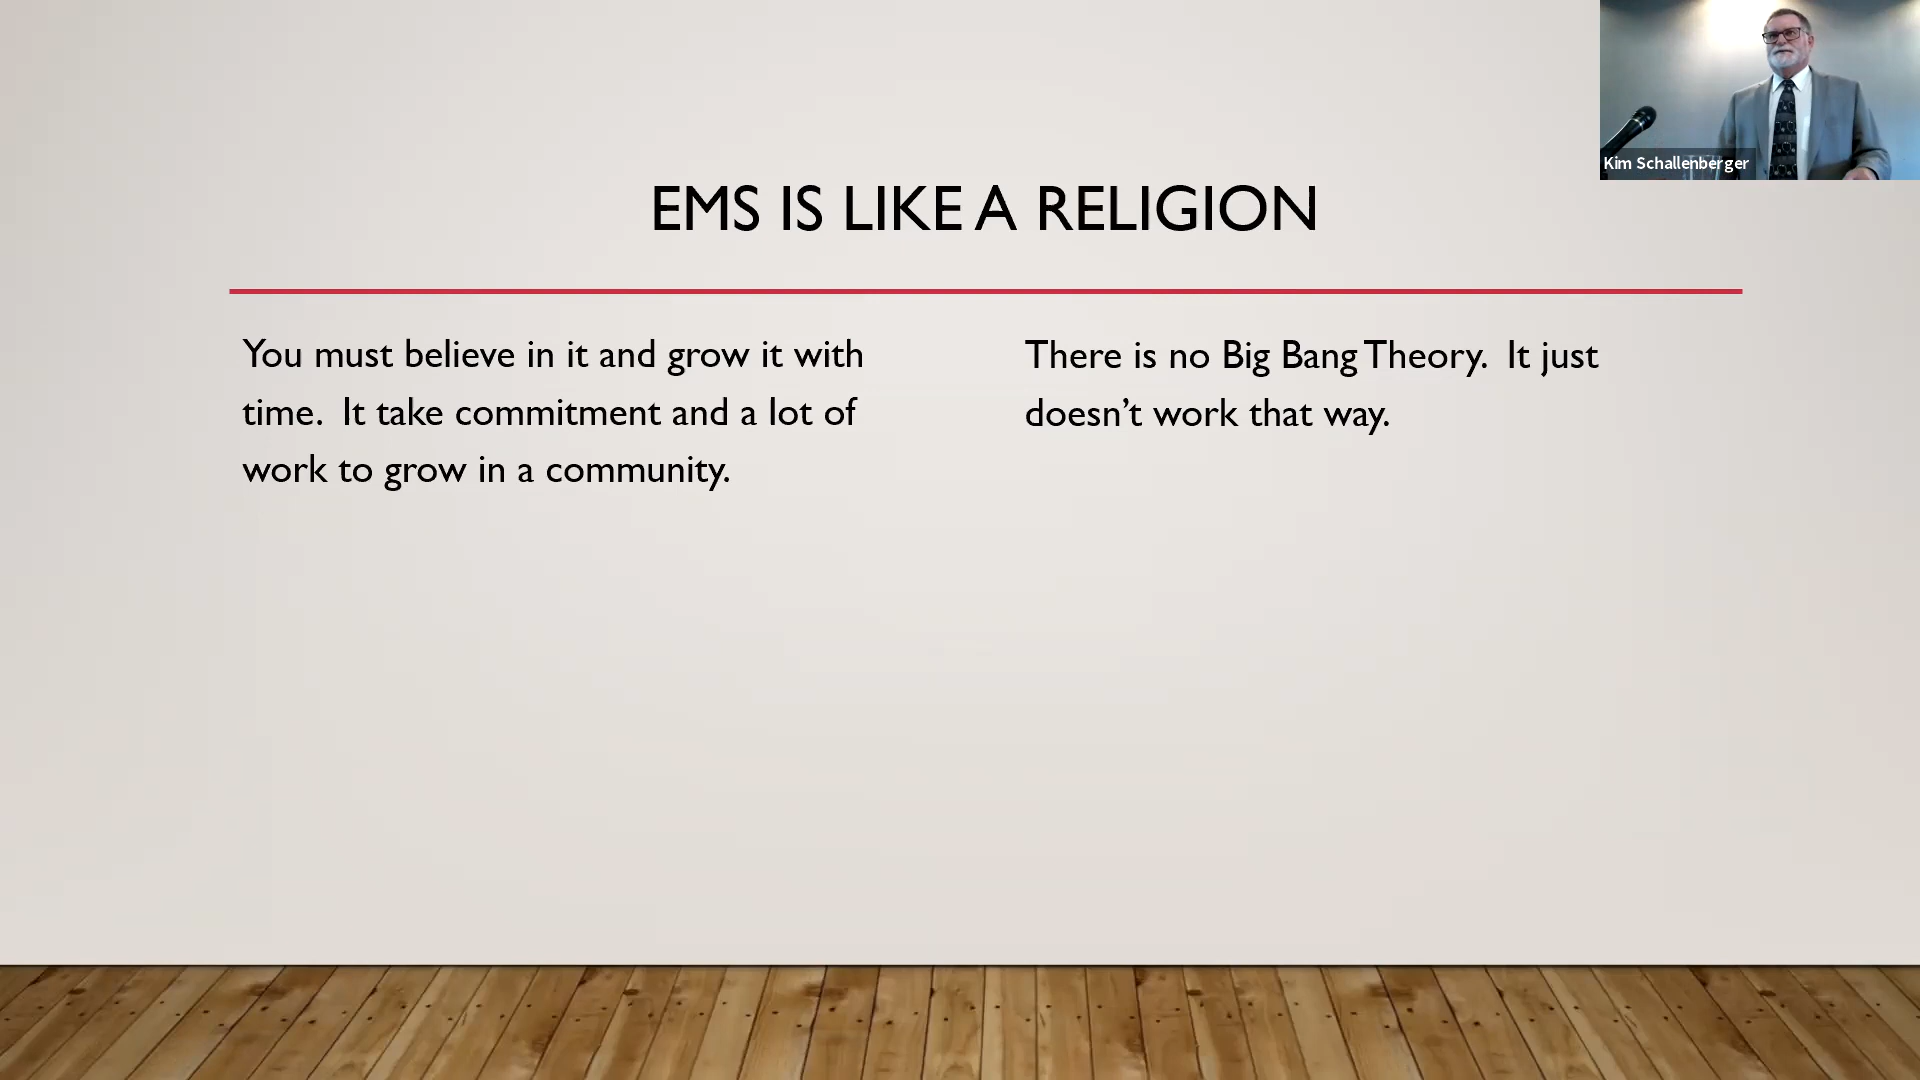 Kim Schallenberger
EMS IS LIKE A RELIGION
You must believe in it and grow it with
time.  It take commitment and a lot of
work to grow in a community.
There is no Big Bang Theory.  It just
doesn’t work that way.